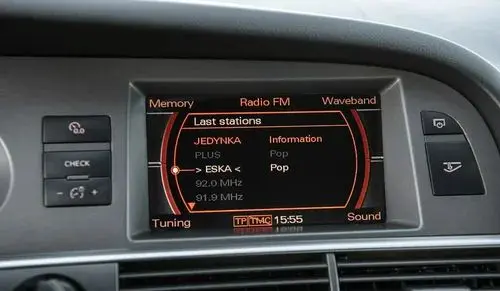 Memory Radio FM Waveband
Last stations
JEDYNKA Information
PLUS Pop
> ESKA < Pop
92.0 MHz
91.9 MHz
Tuning TP TMC 15:55 Sound
CHECK